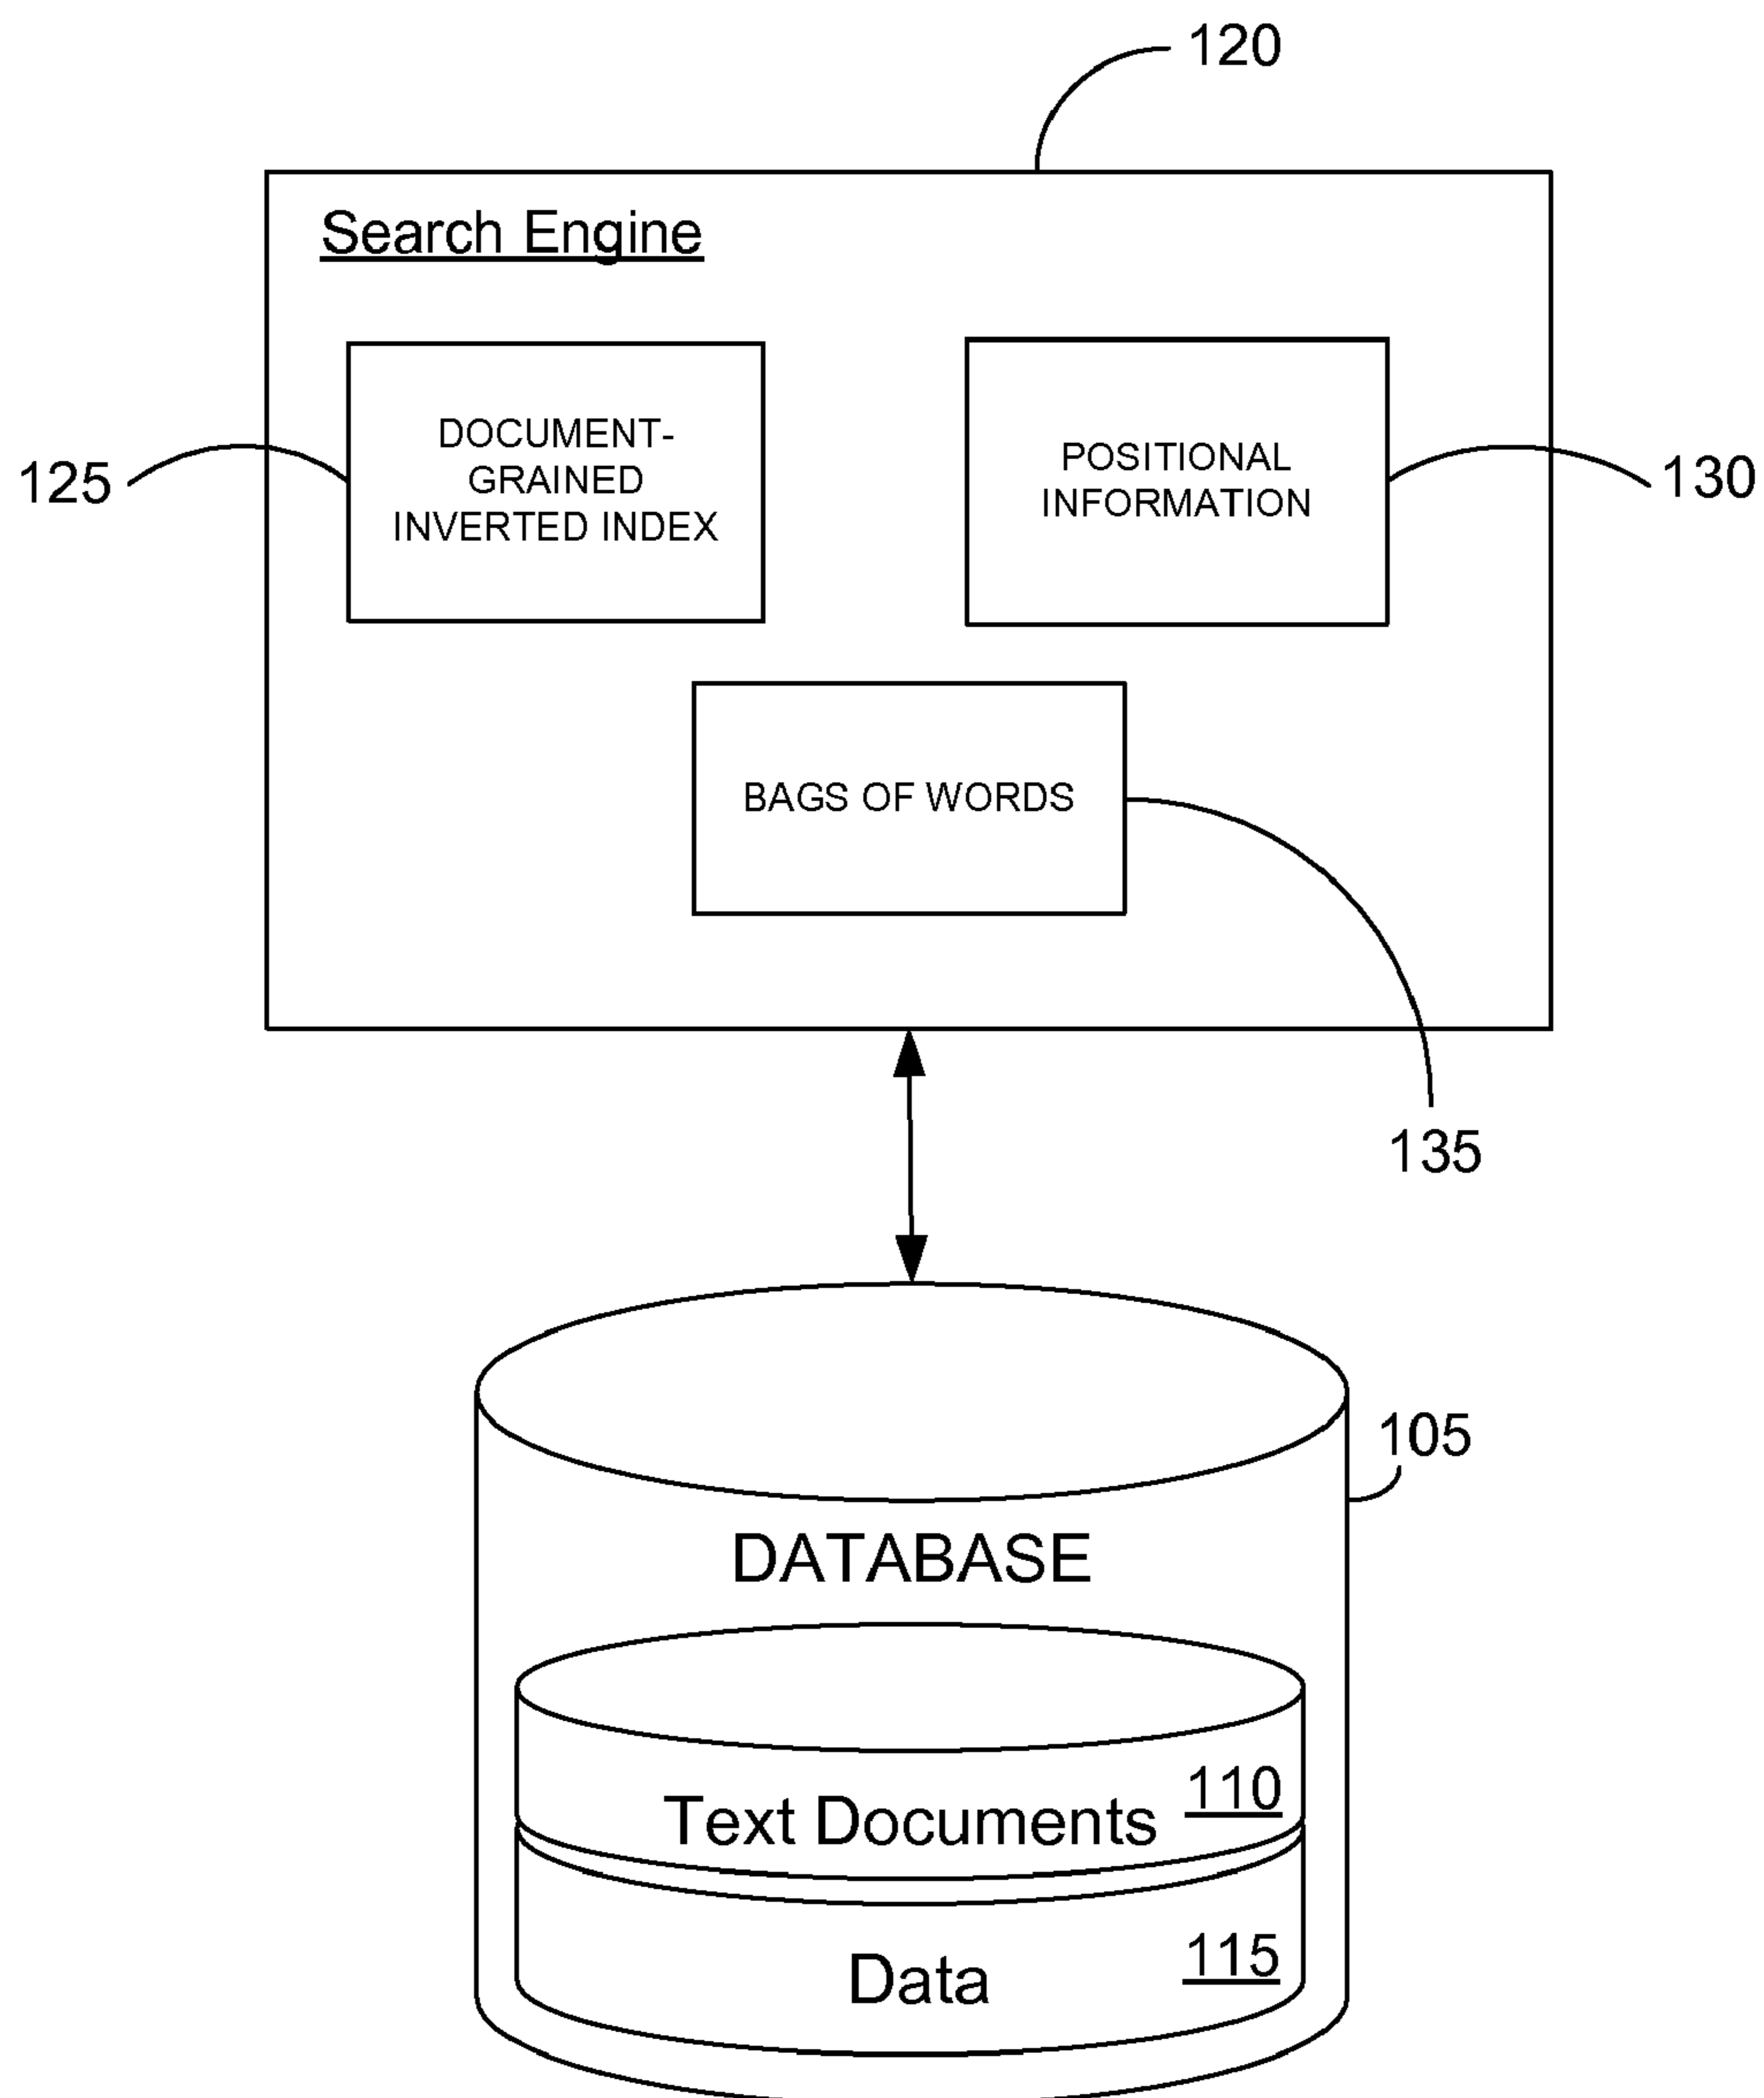 120
Search Engine
DOCUMENT-
GRAINED
INVERTED INDEX
125
POSITIONAL
INFORMATION
130
BAGS OF WORDS
135
105
DATABASE
Text Documents 110
Data 115